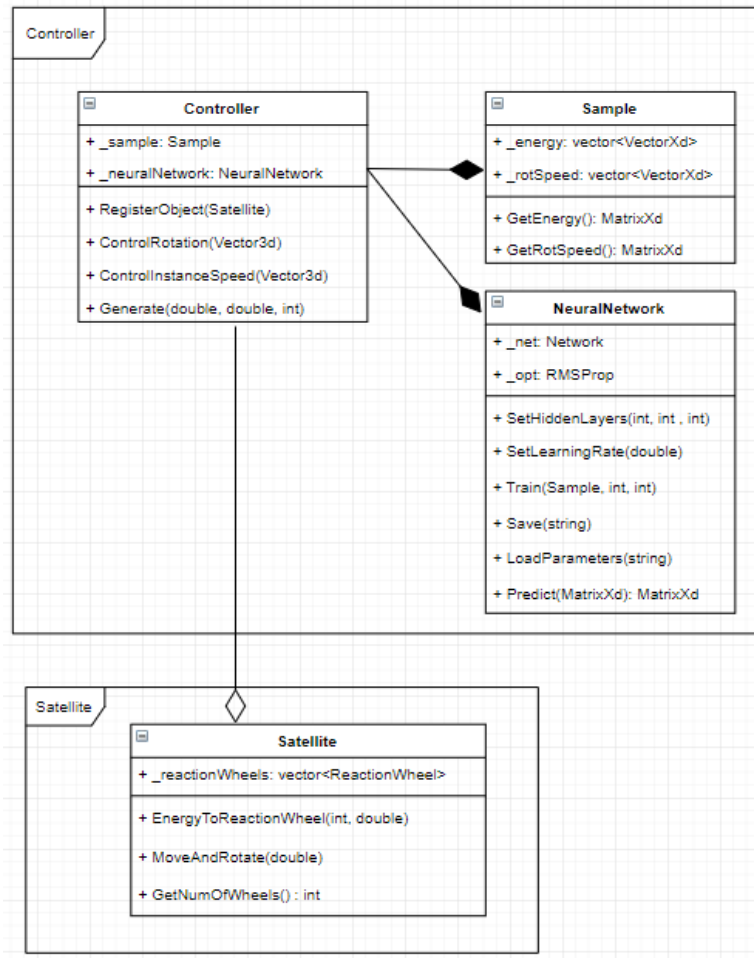 Controller
Controller
+ _sample: Sample
+ _neuralNetwork: NeuralNetwork
+ RegisterObject(Satellite)
+ ControlRotation(Vector3d)
+ ControlInstanceSpeed(Vector3d)
+ Generate(double, double, int)
Sample
+ _energy: vector<VectorXd>
+ _rotSpeed: vector<VectorXd>
+ GetEnergy(): MatrixXd
+ GetRotSpeed(): MatrixXd
NeuralNetwork
+ _net: Network
+ _opt: RMSProp
+ SetHiddenLayers(int, int , int)
+ SetLearningRate(double)
+ Train(Sample, int, int)
+ Save(string)
+ LoadParameters(string)
+ Predict(MatrixXd): MatrixXd
Satellite
Satellite
+ _reactionWheels: vector<ReactionWheel>
+ EnergyToReactionWheel(int, double)
+ MoveAndRotate(double)
+ GetNumOfWheels() : int